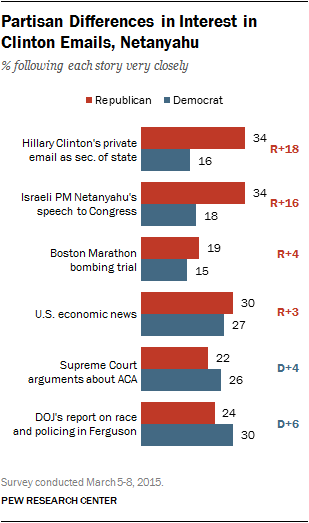 Partisan Differences in Interest in
Clinton Emails, Netanyahu
% following each story very closely
Republican Democrat
Hillary Clinton's private
email as sec. of state
34
16
R+18
Israeli PM Netanyahu's
speech to Congress
34
18
R+16
Boston Marathon
bombing trial
19
15
R+4
U.S. economic news
30
27
R+3
Supreme Court
arguments about ACA
22
26
D+4
DOJ's report on race
and policing in Ferguson
24
30
D+6
Survey conducted March 5-8, 2015.
PEW RESEARCH CENTER